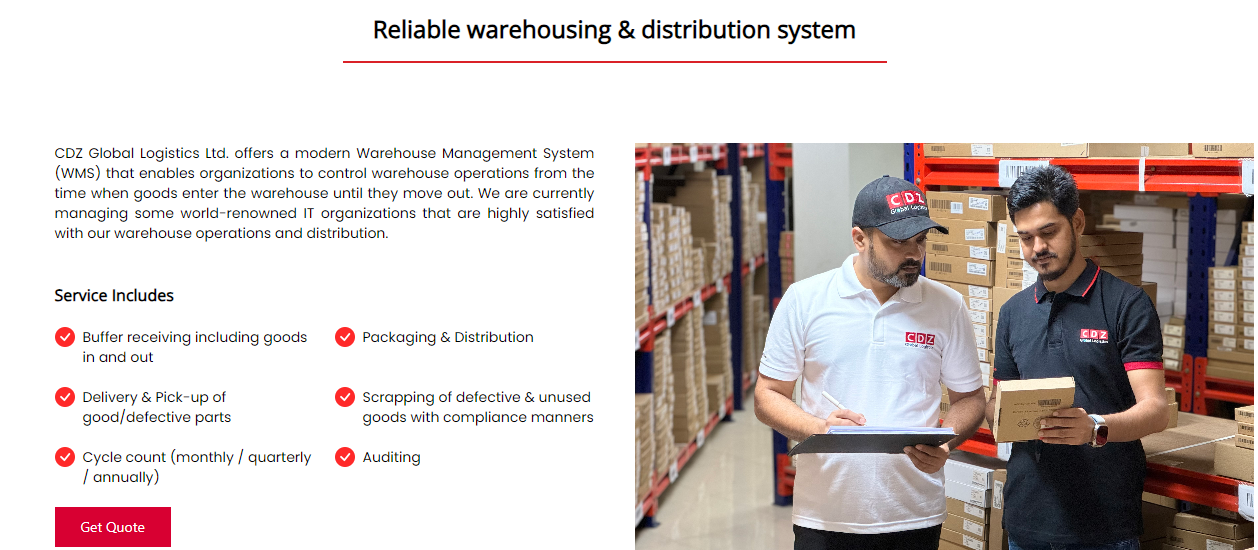 Reliable warehousing & distribution system
CDZ Global Logistics Ltd. offers a modern Warehouse Management System
(WMS) that enables organizations to control warehouse operations from the
time when goods enter the warehouse until they move out. We are currently
managing some world-renowned IT organizations that are highly satisfied
with our warehouse operations and distribution.
Service Includes
Buffer receiving including goods
in and out
Packaging & Distribution
Delivery & Pick-up of
good/defective parts
Scrapping of defective & unused
goods with compliance manners
Cycle count (monthly / quarterly
/ annually)
Auditing
Get Quote
CDZ
Global Logistics
CDZ
Global Logistics
CDZ
Global Logistics